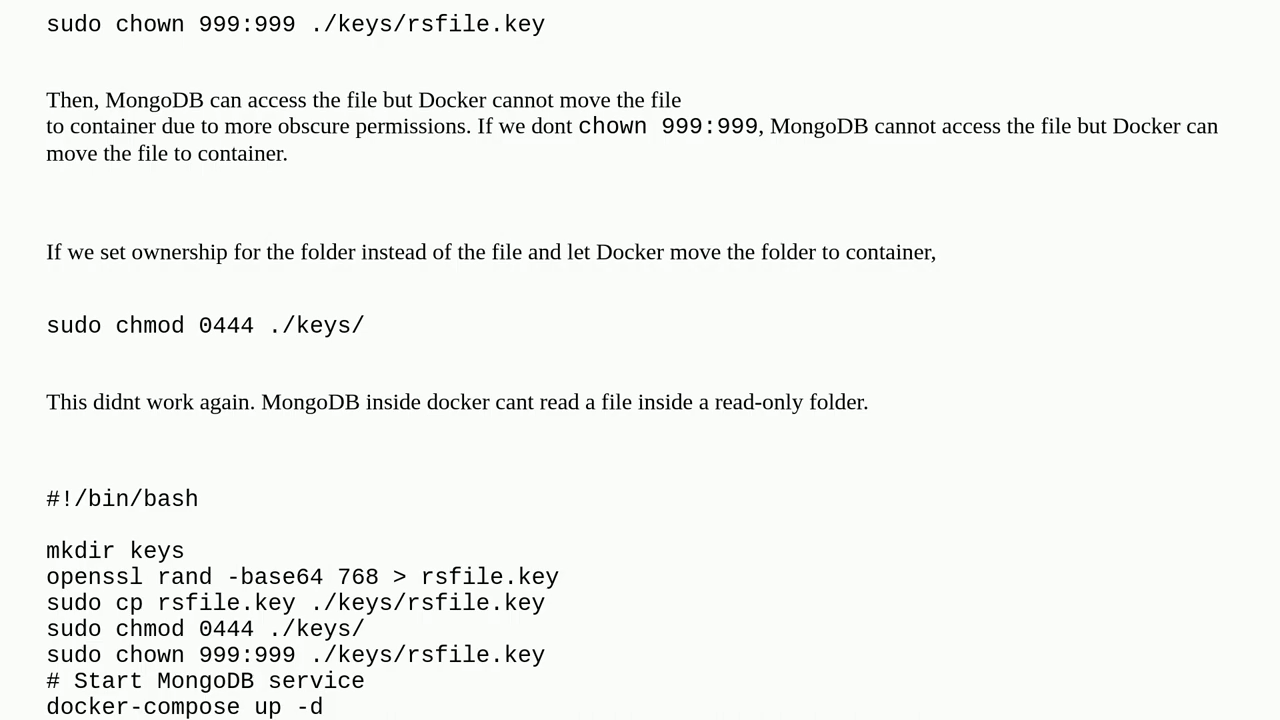 sudo chown 999:999 ./keys/rsfile.key
Then, MongoDB can access the file but Docker cannot move the file
to container due to more obscure permissions. If we dont chown 999:999, MongoDB cannot access the file but Docker can
move the file to container.
If we set ownership for the folder instead of the file and let Docker move the folder to container,
sudo chmod 0444 ./keys/
This didnt work again. MongoDB inside docker cant read a file inside a read-only folder.
#!/bin/bash
mkdir keys
openssl rand -base64 768 > rsfile.key
sudo cp rsfile.key ./keys/rsfile.key
sudo chmod 0444 ./keys/
sudo chown 999:999 ./keys/rsfile.key
# Start MongoDB service
docker-compose up -d